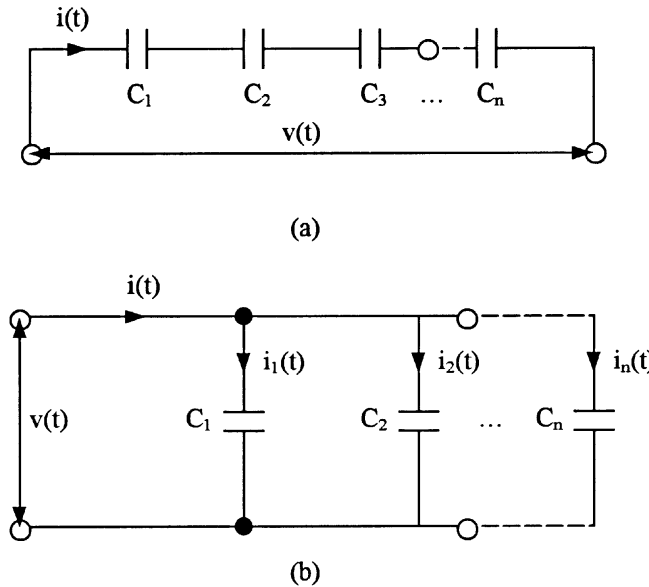 i(t)
C1 C2 C3 ... Cn
v(t)
(a)
i(t)
i1(t) i2(t) in(t)
v(t) C1 C2 ... Cn
(b)